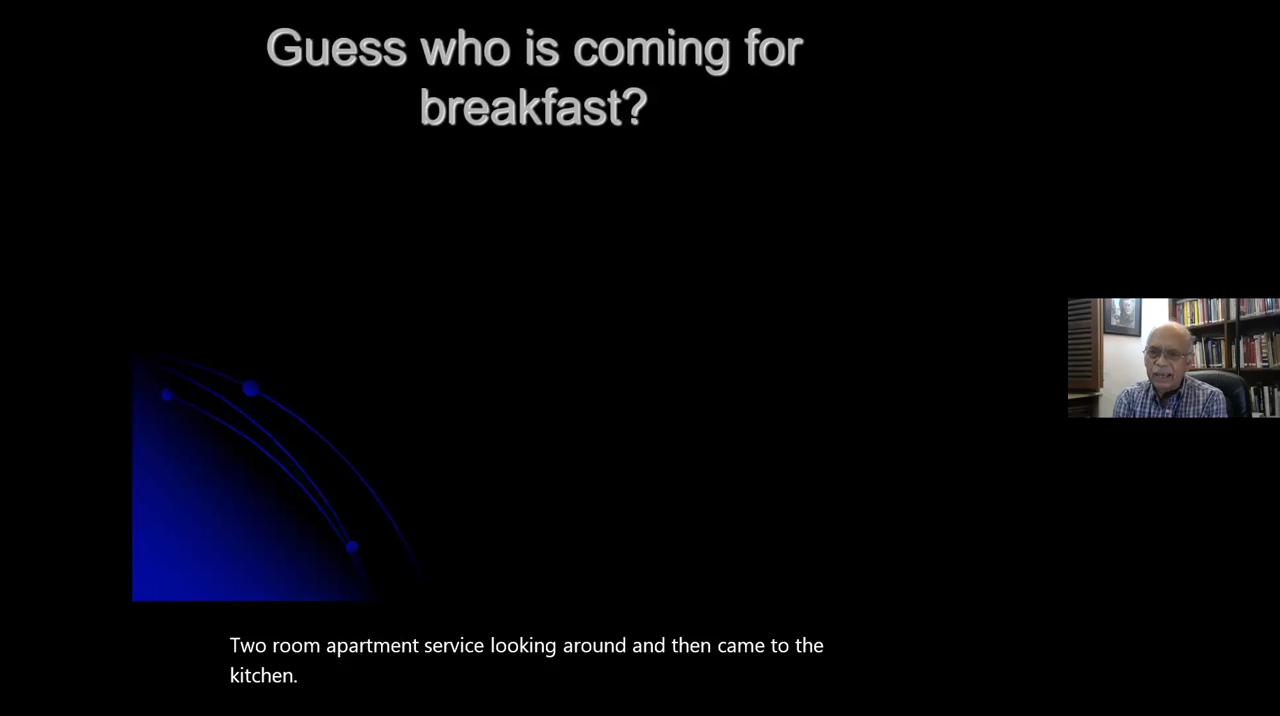 Guess who is coming for
breakfast?
Two room apartment service looking around and then came to the
kitchen.